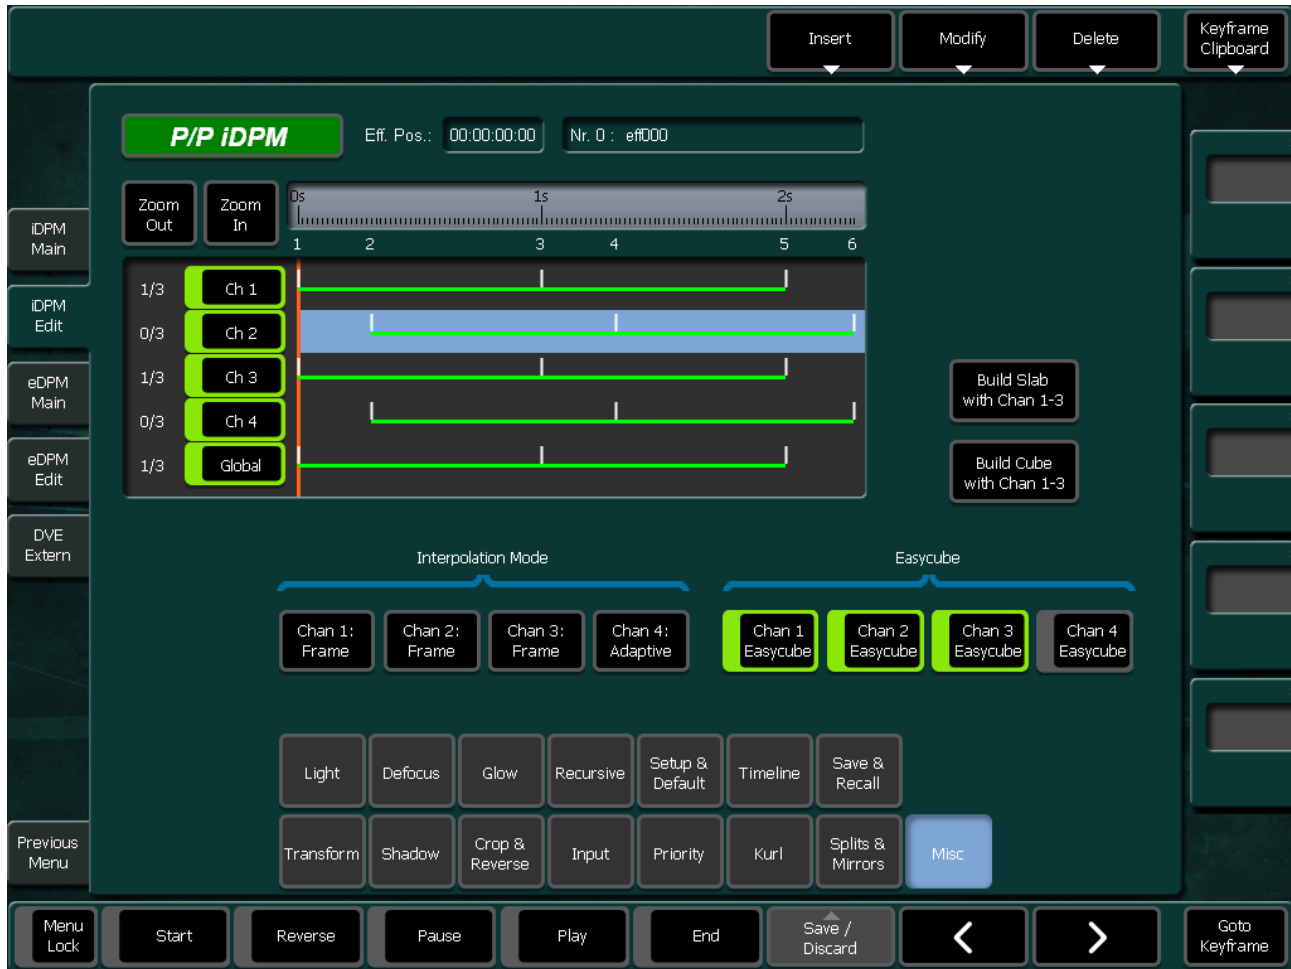 Insert Modify Delete Keyframe
Clipboard
P/P iDPM Eff. Pos.: 00:00:00:00 Nr. 0 : eff000
Zoom
Out
Zoom
In
0s 1s 2s
1 2 3 4 5 6
iDPM
Main
iDPM
Edit
eDPM
Main
eDPM
Edit
DVE
Extern
1/3 Ch 1
0/3 Ch 2
1/3 Ch 3
0/3 Ch 4
1/3 Global
Build Slab
with Chan 1-3
Build Cube
with Chan 1-3
Interpolation Mode
Easycube
Chan 1:
Frame
Chan 2:
Frame
Chan 3:
Frame
Chan 4:
Adaptive
Chan 1
Easycube
Chan 2
Easycube
Chan 3
Easycube
Chan 4
Easycube
Light
Defocus
Glow
Recursive
Setup &
Default
Timeline
Save &
Recall
Previous
Menu
Transform
Shadow
Crop &
Reverse
Input
Priority
Kurl
Splits &
Mirrors
Misc
Menu
Lock
Start
Reverse
Pause
Play
End
Save /
Discard
Goto
Keyframe